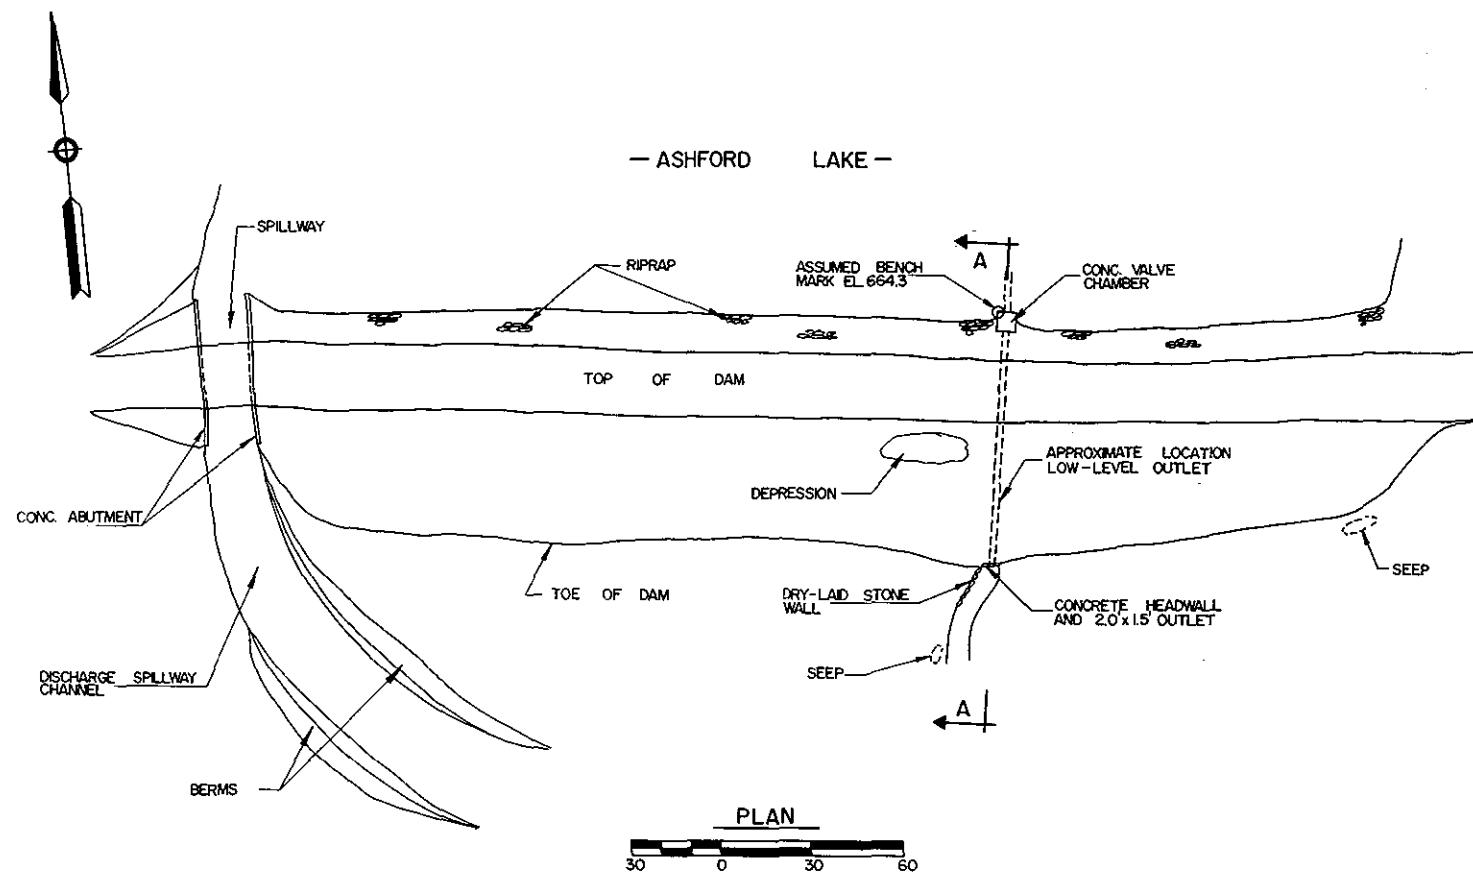 — ASHFORD LAKE —
SPILLWAY
RIPRAP
ASSUMED BENCH
MARK EL. 664.3
A
CONC. VALVE
CHAMBER
TOP OF DAM
APPROXIMATE LOCATION
LOW-LEVEL OUTLET
DEPRESSION
CONC. ABUTMENT
SEEP
TOE OF DAM
DRY-LAID STONE
WALL
CONCRETE HEADWALL
AND 2.0' x 1.5' OUTLET
DISCHARGE SPILLWAY
CHANNEL
SEEP
A
BERMS
PLAN
30 0 30 60